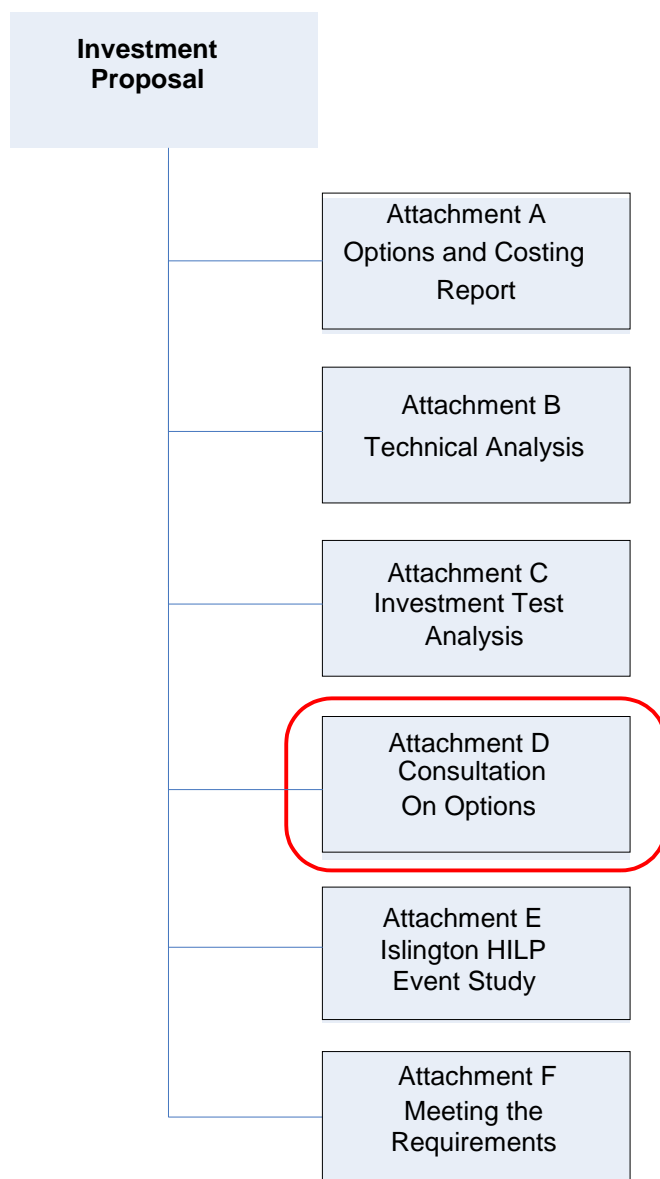 Investment
Proposal
Attachment A
Options and Costing
Report
Attachment B
Technical Analysis
Attachment C
Investment Test
Analysis
Attachment D
Consultation
On Options
Attachment E
Islington HILP
Event Study
Attachment F
Meeting the
Requirements